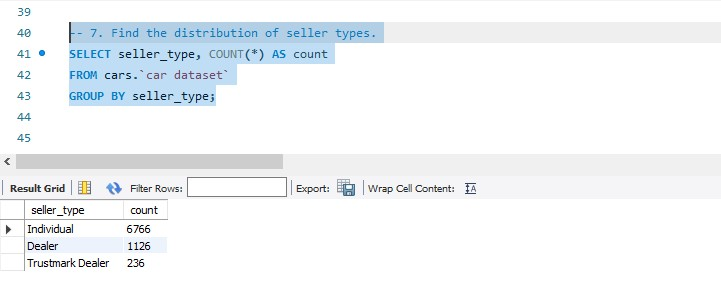 39
40 -- 7. Find the distribution of seller types.
41 SELECT seller_type, COUNT(*) AS count
42 FROM cars.`car dataset`
43 GROUP BY seller_type;
44
45
Result Grid Filter Rows: Export: Wrap Cell Content: IA
seller_type count
Individual 6766
Dealer 1126
Trustmark Dealer 236